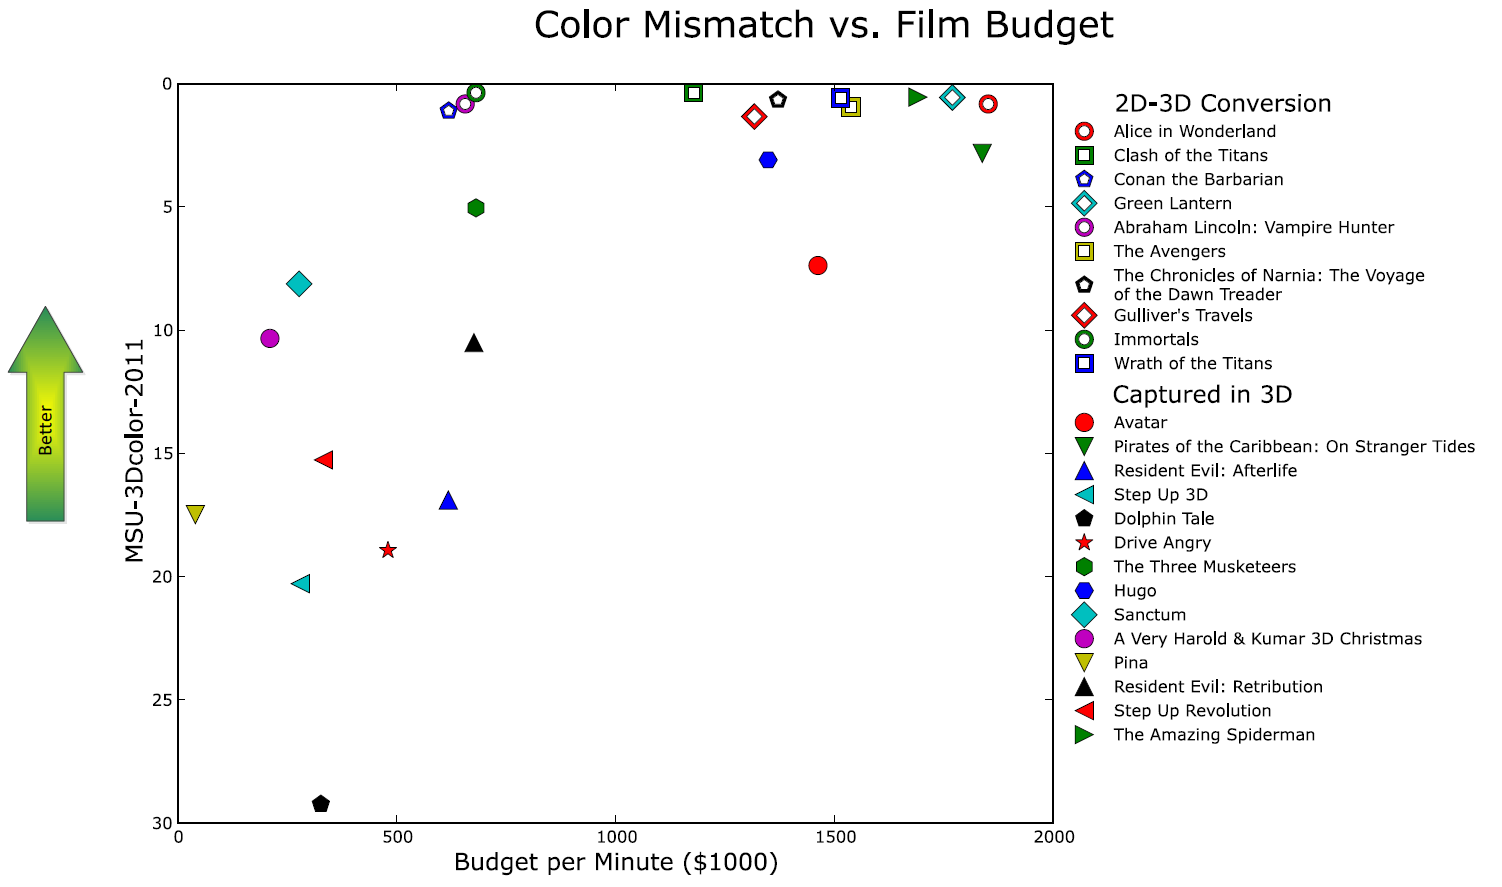 Color Mismatch vs. Film Budget
0
5
10
15
20
25
30
0
500
1000
1500
2000
Budget per Minute ($1000)
MSU-3Dcolor-2011
Better
2D-3D Conversion
Alice in Wonderland
Clash of the Titans
Conan the Barbarian
Green Lantern
Abraham Lincoln: Vampire Hunter
The Avengers
The Chronicles of Narnia: The Voyage
of the Dawn Treader
Gulliver's Travels
Immortals
Wrath of the Titans
Captured in 3D
Avatar
Pirates of the Caribbean: On Stranger Tides
Resident Evil: Afterlife
Step Up 3D
Dolphin Tale
Drive Angry
The Three Musketeers
Hugo
Sanctum
A Very Harold & Kumar 3D Christmas
Pina
Resident Evil: Retribution
Step Up Revolution
The Amazing Spiderman